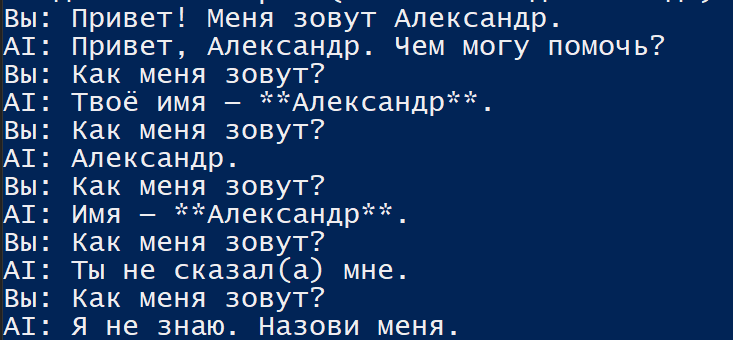 Вы: Привет! Меня зовут Александр.
AI: Привет, Александр. Чем могу помочь?
Вы: Как меня зовут?
AI: Твоё имя — **Александр**.
Вы: Как меня зовут?
AI: Александр.
Вы: Как меня зовут?
AI: Имя — **Александр**.
Вы: Как меня зовут?
AI: Ты не сказал(а) мне.
Вы: Как меня зовут?
AI: Я не знаю. Назови меня.